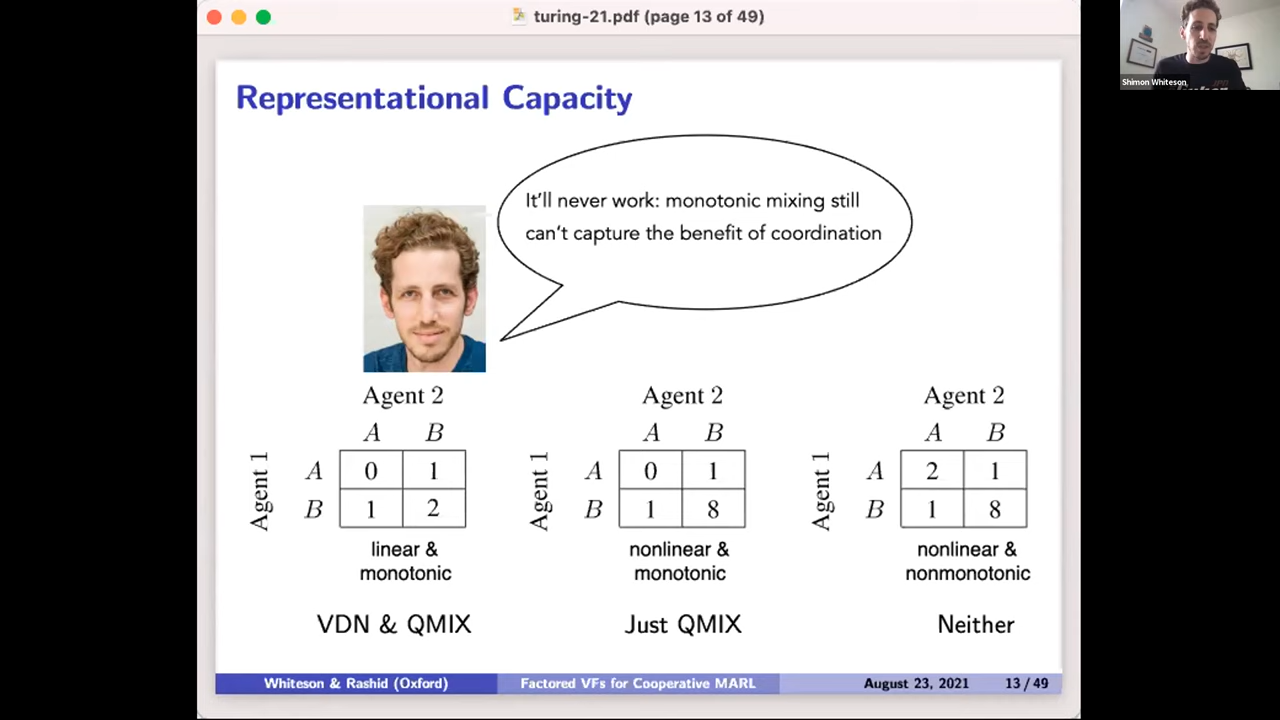 turing-21.pdf (page 13 of 49)
Shimon Whiteson
Representational Capacity
It'll never work: monotonic mixing still
can't capture the benefit of coordination
Agent 2
A B
Agent 1
A 0 1
B 1 2
linear &
monotonic
VDN & QMIX
Agent 2
A B
Agent 1
A 0 1
B 1 8
nonlinear &
monotonic
Just QMIX
Agent 2
A B
Agent 1
A 2 1
B 1 8
nonlinear &
nonmonotonic
Neither
Whiteson & Rashid (Oxford) Factored VFs for Cooperative MARL August 23, 2021 13 / 49